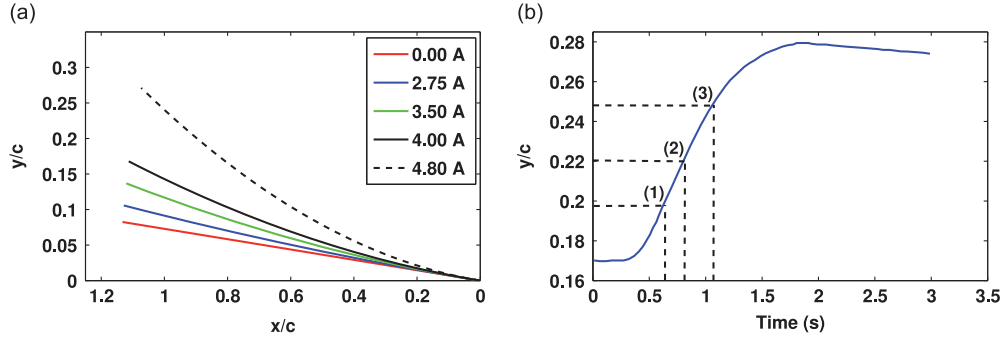 (a)
0.3
0.25
0.2
0.15
0.1
0.05
0
y/c
1.2
1
0.8
0.6
0.4
0.2
0
x/c
0.00 A
2.75 A
3.50 A
4.00 A
4.80 A
(b)
0.28
0.26
0.24
0.22
0.2
0.18
0.16
y/c
(1)
(2)
(3)
0
0.5
1
1.5
2
2.5
3
3.5
Time (s)